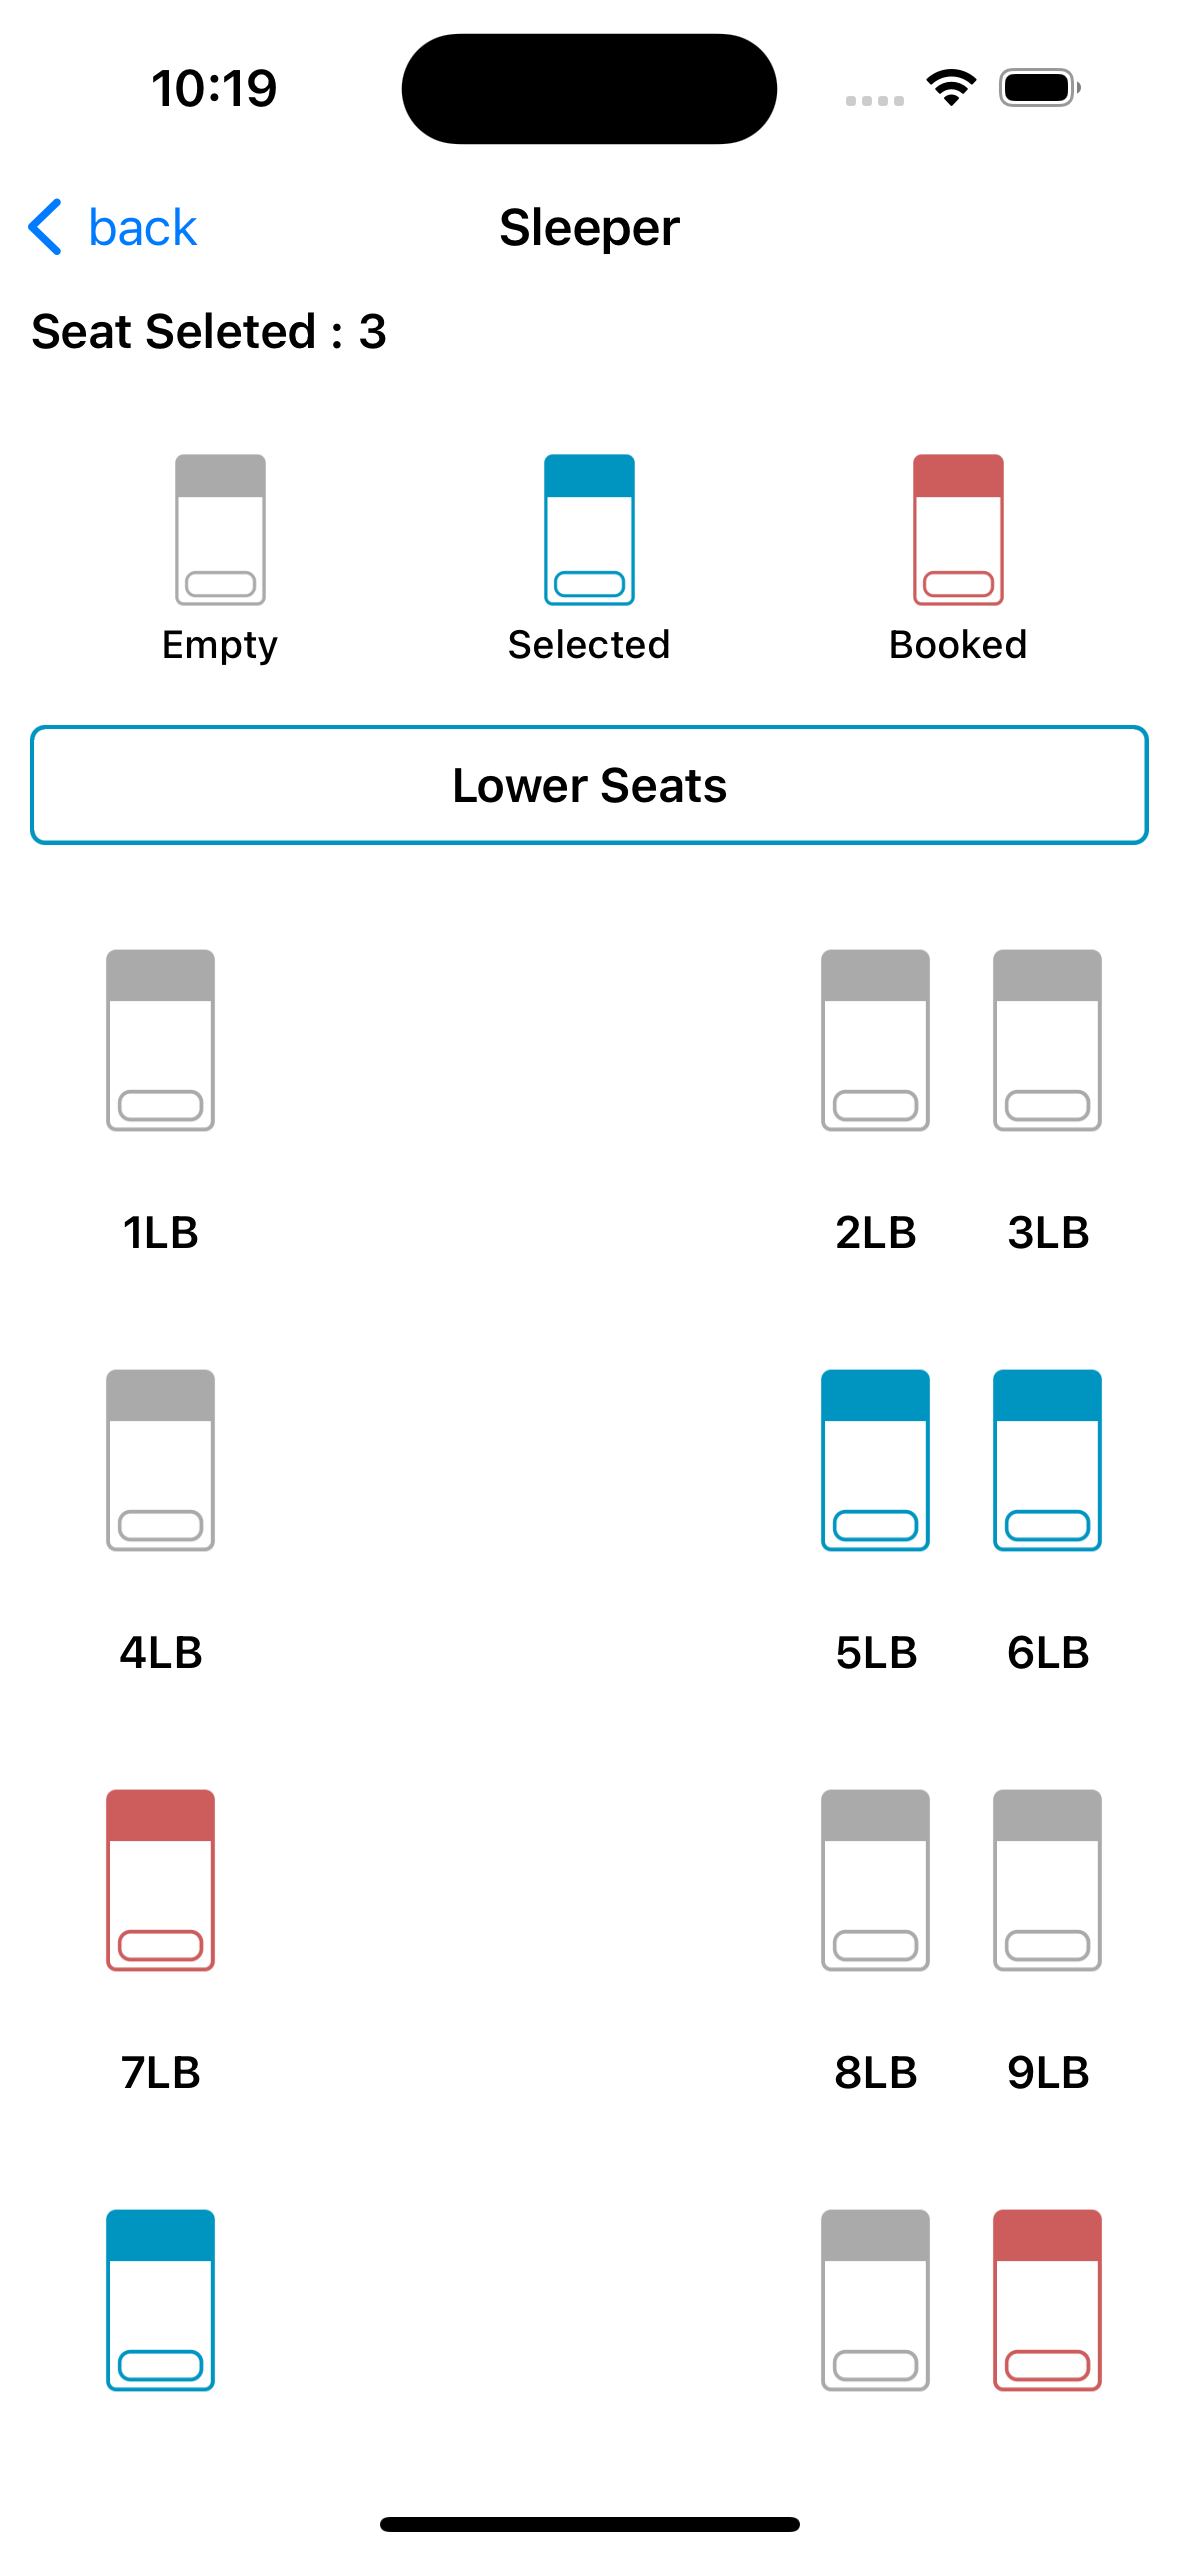 10:19
back
Sleeper
Seat Seleted : 3
Empty
Selected
Booked
Lower Seats
1LB
2LB
3LB
4LB
5LB
6LB
7LB
8LB
9LB